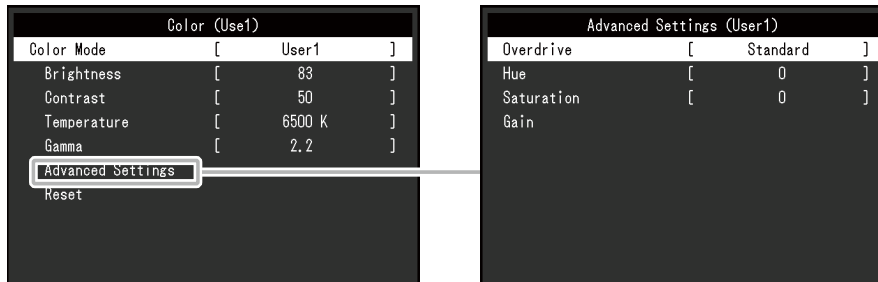 Color (Use1)
Color Mode [ User1 ]
Brightness [ 83 ]
Contrast [ 50 ]
Temperature [ 6500 K ]
Gamma [ 2.2 ]
Advanced Settings
Reset
Advanced Settings (User1)
Overdrive [ Standard ]
Hue [ 0 ]
Saturation [ 0 ]
Gain